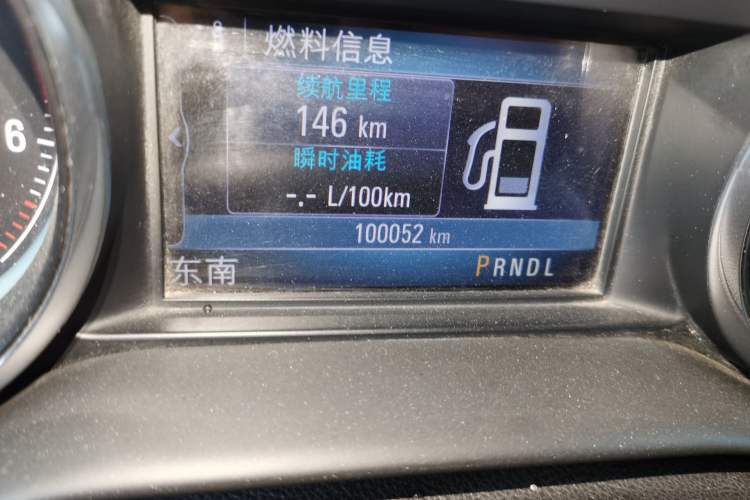 燃料信息
续航里程
146 km
瞬时油耗
-.- L/100km
100052 km
东南
PRNDL
6